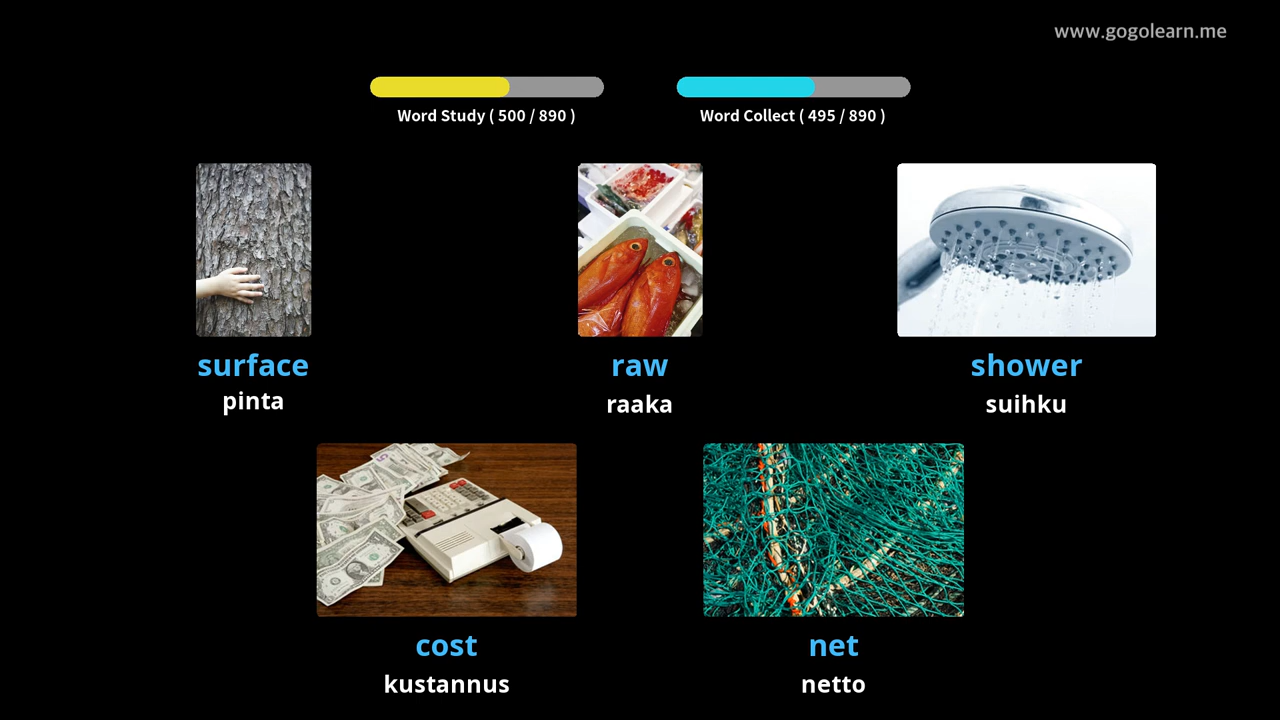 www.gogolearn.me
Word Study ( 500 / 890 )
Word Collect ( 495 / 890 )
surface
pinta
raw
raaka
shower
suihku
cost
kustannus
net
netto